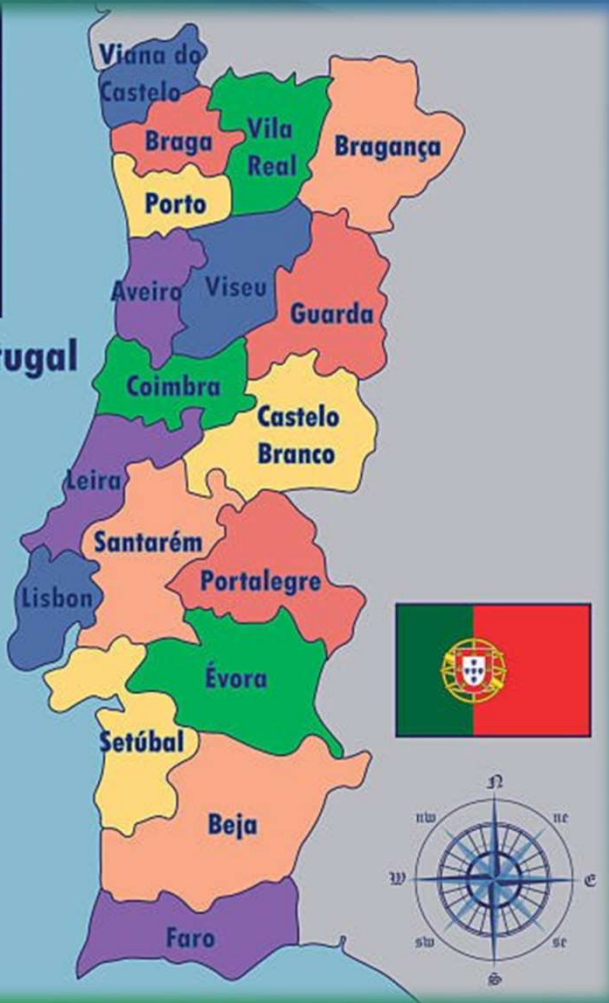 Viana do
Castelo
Braga
Vila
Real
Bragança
Porto
Aveiro
Viseu
Guarda
tugal
Coimbra
Castelo
Branco
Leira
Santarém
Lisbon
Portalegre
Évora
Setúbal
Beja
Faro
N
nw
ne
W
e
sw
se
S